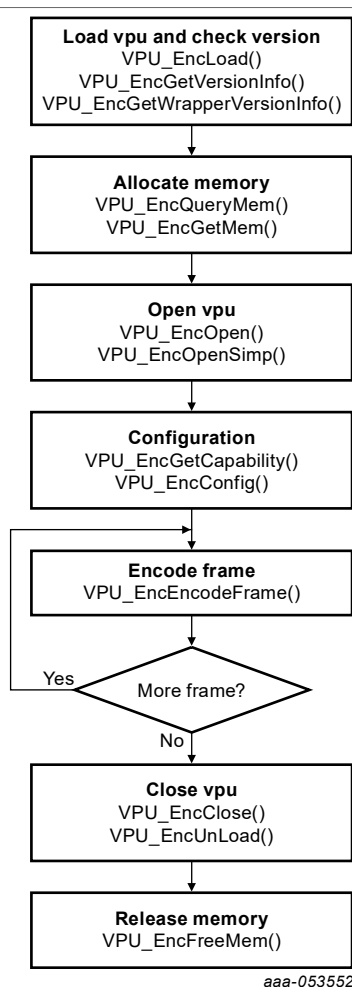 Load vpu and check version
VPU_EncLoad()
VPU_EncGetVersionInfo()
VPU_EncGetWrapperVersionInfo()
Allocate memory
VPU_EncQueryMem()
VPU_EncGetMem()
Open vpu
VPU_EncOpen()
VPU_EncOpenSimp()
Configuration
VPU_EncGetCapability()
VPU_EncConfig()
Encode frame
VPU_EncEncodeFrame()
Yes
More frame?
No
Close vpu
VPU_EncClose()
VPU_EncUnLoad()
Release memory
VPU_EncFreeMem()
aaa-053552